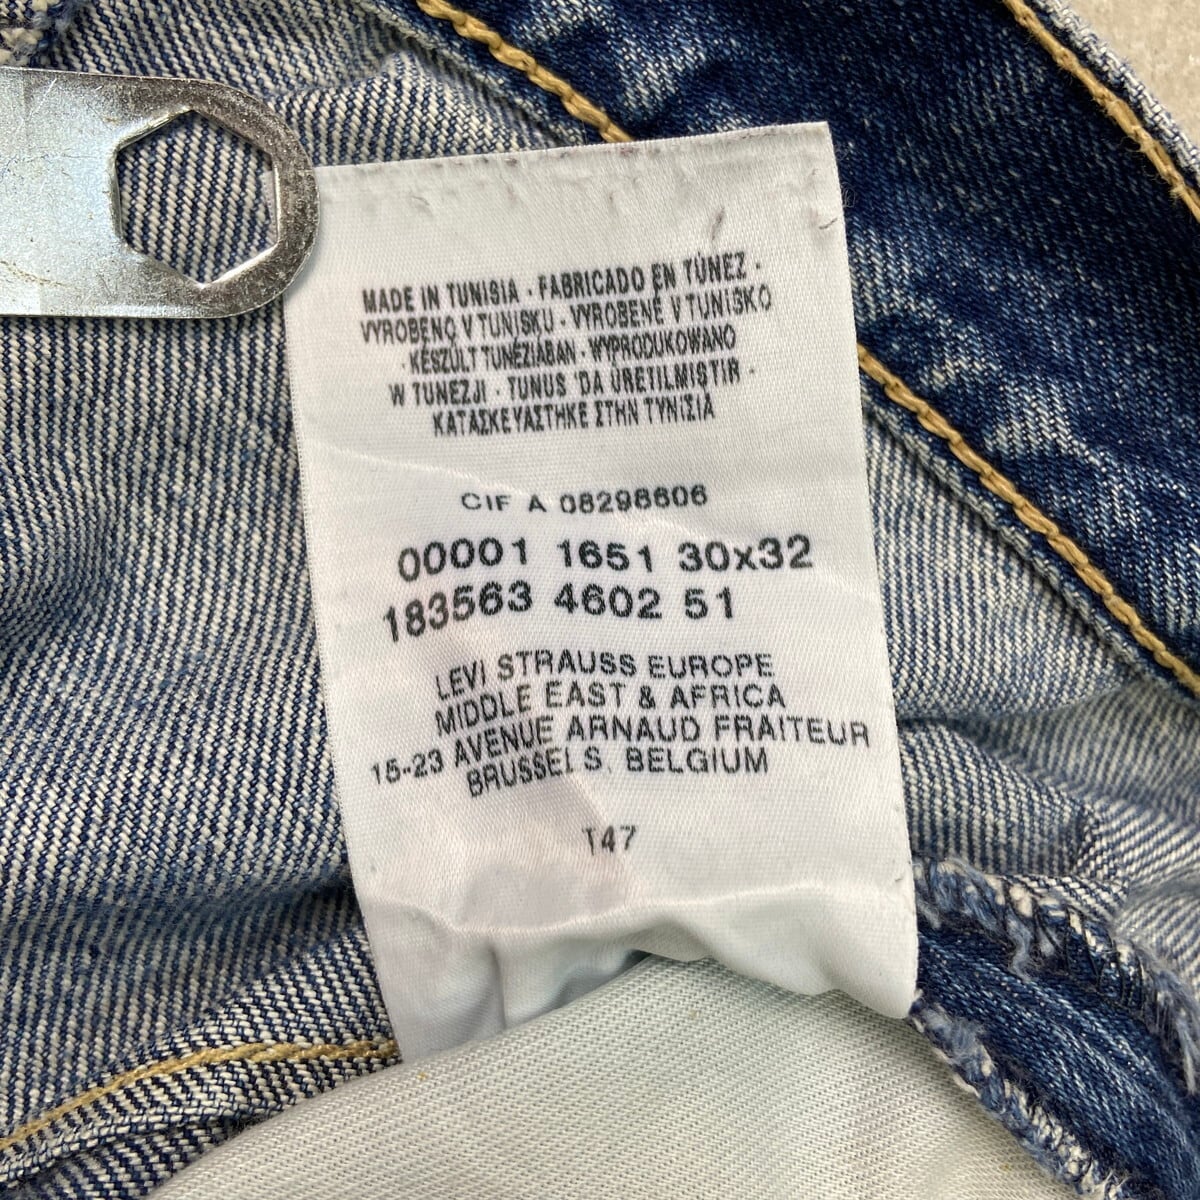 MADE IN TUNISIA · FABRICADO EN TÚNEZ ·
VYROBENO V TUNISKU · VYROBENÉ V TUNISKO
· KÉSZÜLT TUNÉZIÁBAN · WYPRODUKOWANO
W TUNEZJI · TUNUS 'DA ÜRETILMISTIR ·
ΚΑΤΑΣΚΕΥΑΣΤΗΚΕ ΣΤΗΝ ΤΥΝΙΣΙΑ
CIF A 08298606
00001 1651 30x32
183563 4602 51
LEVI STRAUSS EUROPE
MIDDLE EAST & AFRICA
15-23 AVENUE ARNAUD FRAITEUR
BRUSSELS, BELGIUM
T47